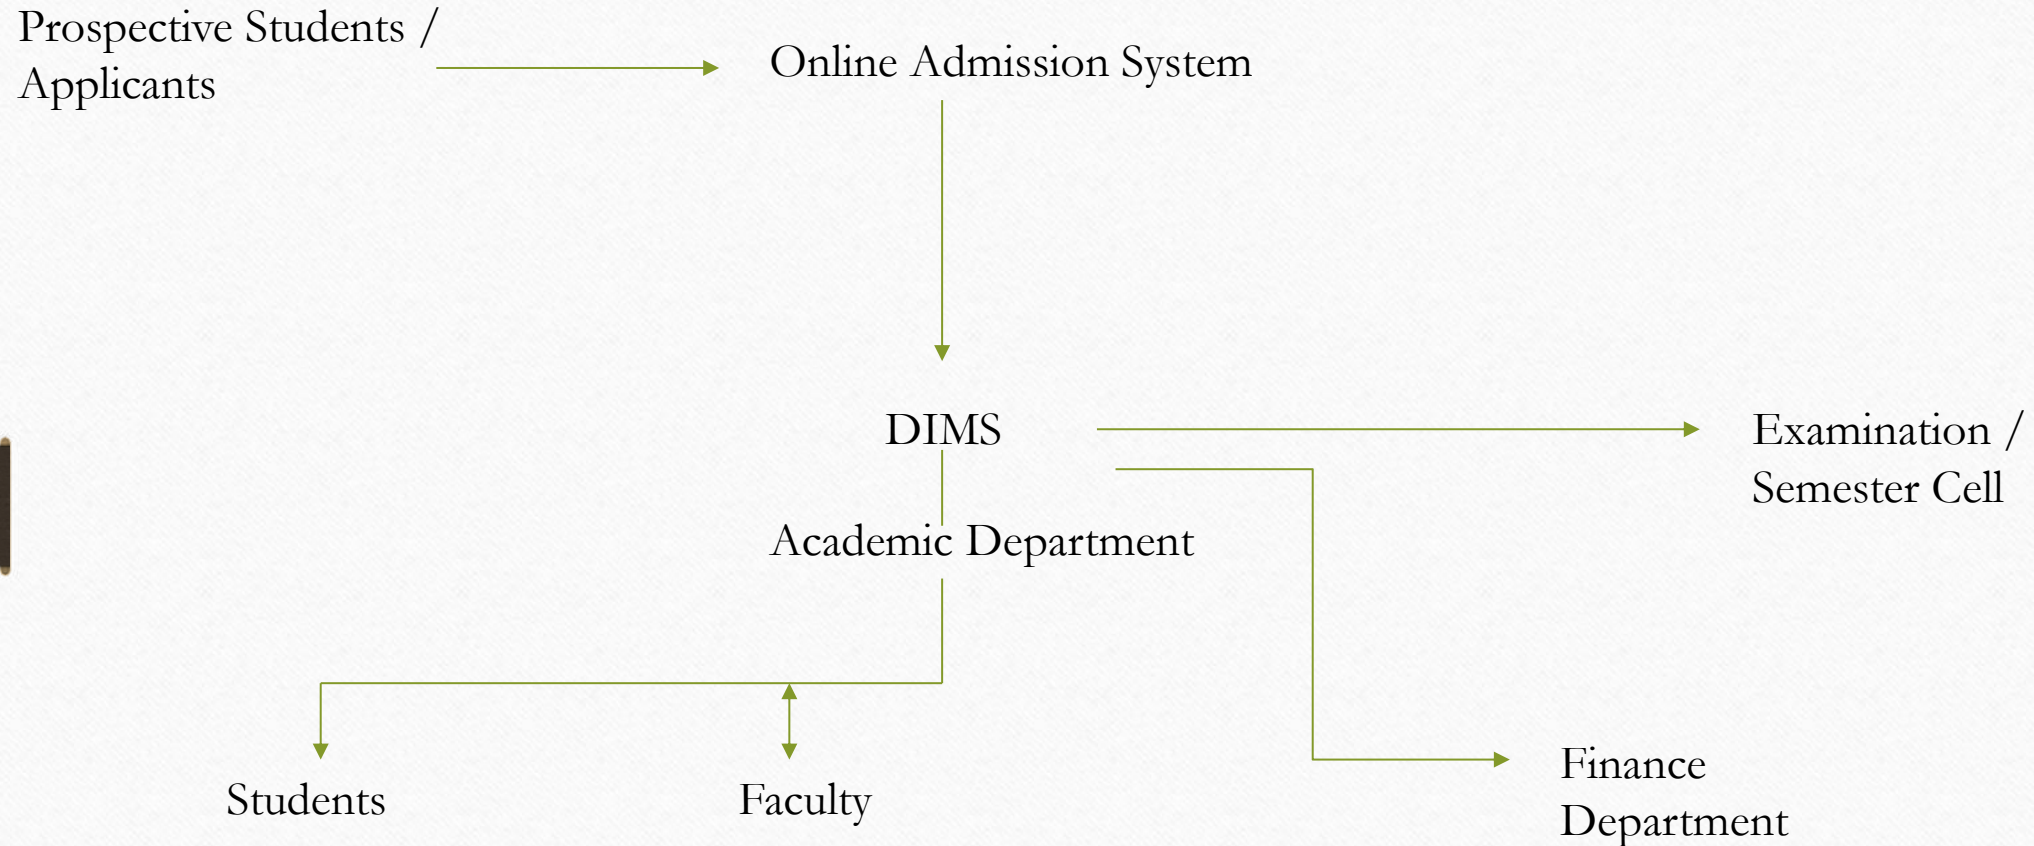 Prospective Students /
Applicants
Online Admission System
DIMS
Examination /
Semester Cell
Academic Department
Students
Faculty
Finance
Department